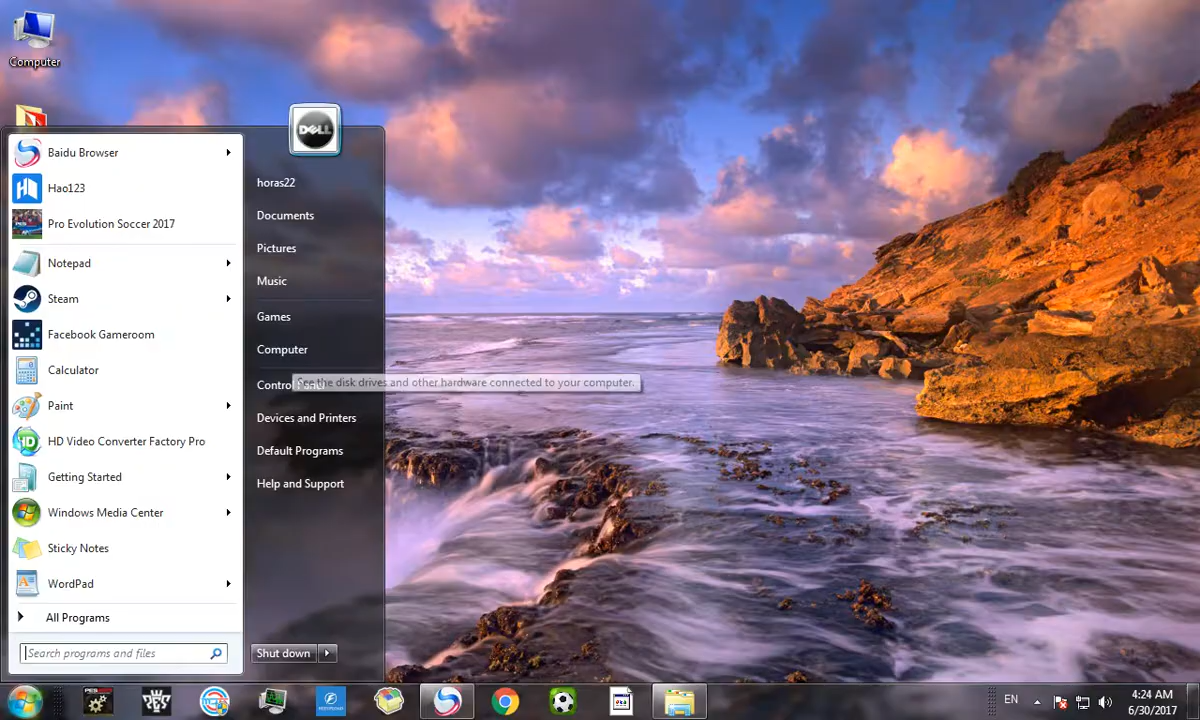 Computer
DELL
Baidu Browser
Hao123
Pro Evolution Soccer 2017
Notepad
Steam
Facebook Gameroom
Calculator
Paint
HD Video Converter Factory Pro
Getting Started
Windows Media Center
Sticky Notes
WordPad
All Programs
Search programs and files
horas22
Documents
Pictures
Music
Games
Computer
See the disk drives and other hardware connected to your computer.
Devices and Printers
Default Programs
Help and Support
Shut down
EN
4:24 AM
6/30/2017